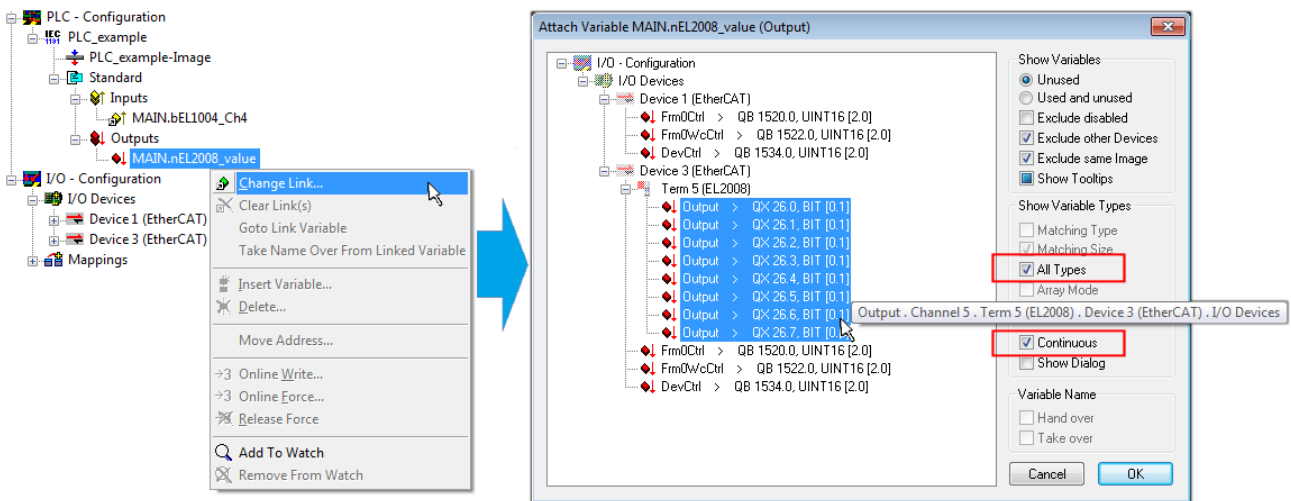 PLC - Configuration
IEC 1131 PLC_example
PLC_example-Image
Standard
Inputs
MAIN.bEL1004_Ch4
Outputs
MAIN.nEL2008_value
I/O - Configuration
I/O Devices
Device 1 (EtherCAT)
Device 3 (EtherCAT)
Mappings
Change Link...
Clear Link(s)
Goto Link Variable
Take Name Over From Linked Variable
Insert Variable...
Delete...
Move Address...
Online Write...
Online Force...
Release Force
Add To Watch
Remove From Watch
Attach Variable MAIN.nEL2008_value (Output)
I/O - Configuration
I/O Devices
Device 1 (EtherCAT)
Frm0Ctrl > QB 1520.0, UINT16 [2.0]
Frm0WcCtrl > QB 1522.0, UINT16 [2.0]
DevCtrl > QB 1534.0, UINT16 [2.0]
Device 3 (EtherCAT)
Term 5 (EL2008)
Output > QX 26.0, BIT [0.1]
Output > QX 26.1, BIT [0.1]
Output > QX 26.2, BIT [0.1]
Output > QX 26.3, BIT [0.1]
Output > QX 26.4, BIT [0.1]
Output > QX 26.5, BIT [0.1]
Output > QX 26.6, BIT [0.1]
Output > QX 26.7, BIT [0.1]
Frm0Ctrl > QB 1520.0, UINT16 [2.0]
Frm0WcCtrl > QB 1522.0, UINT16 [2.0]
DevCtrl > QB 1534.0, UINT16 [2.0]
Output . Channel 5 . Term 5 (EL2008) . Device 3 (EtherCAT) . I/O Devices
Show Variables
Unused
Used and unused
Exclude disabled
Exclude other Devices
Exclude same Image
Show Tooltips
Show Variable Types
Matching Type
Matching Size
All Types
Array Mode
Continuous
Show Dialog
Variable Name
Hand over
Take over
Cancel
OK